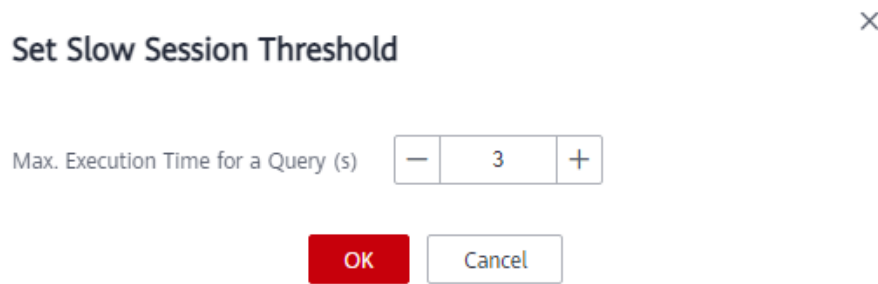 Set Slow Session Threshold
Max. Execution Time for a Query (s) 3
OK Cancel